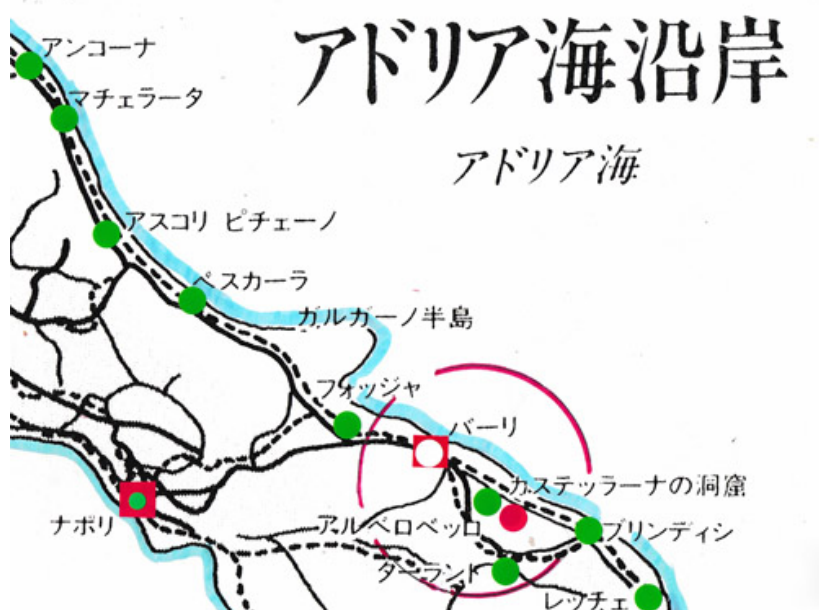 アドリア海沿岸
アンコーナ
マチェラータ
アドリア海
アスコリ ピチェーノ
ペスカーラ
ガルガーノ半島
フォッジャ
バーリ
カステッラーナの洞窟
ナポリ
アルベロベッロ
ブリンディシ
ターラント
レッチェ